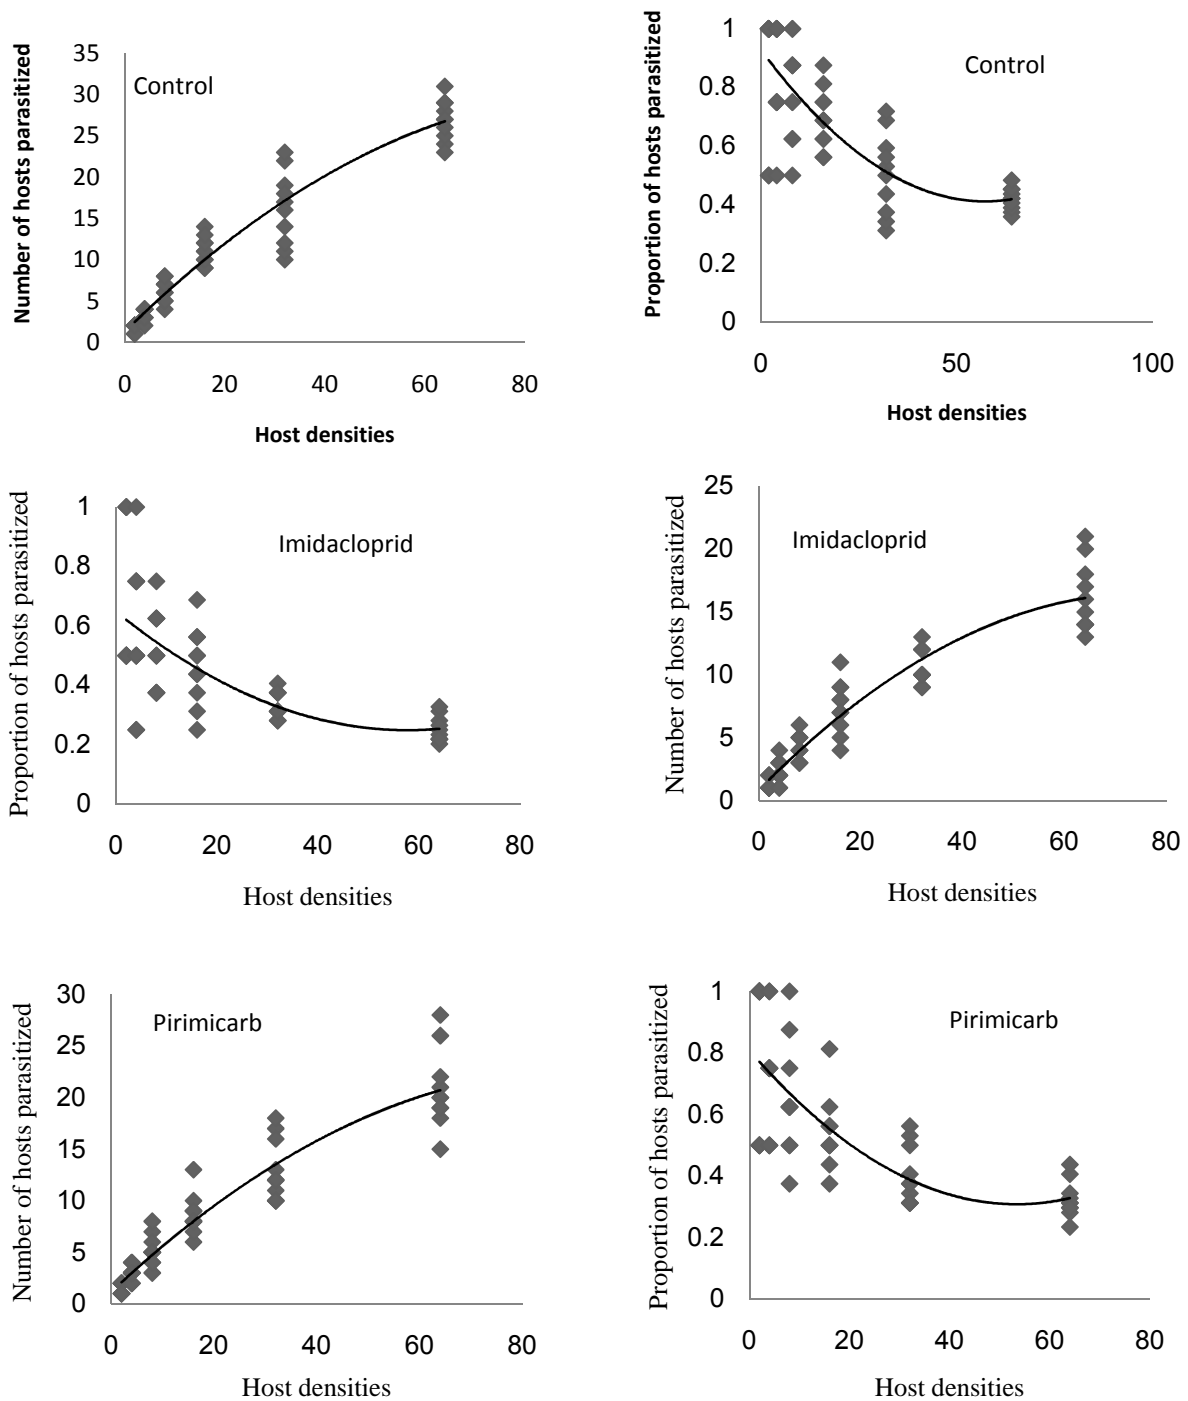 Number of hosts parasitized
35
30
25
20
15
10
5
0
Control
0 20 40 60 80
Host densities
Proportion of hosts parasitized
1
0.8
0.6
0.4
0.2
0
Control
0 50 100
Host densities
Proportion of hosts parasitized
1
0.8
0.6
0.4
0.2
0
Imidacloprid
0 20 40 60 80
Host densities
Number of hosts parasitized
25
20
15
10
5
0
Imidacloprid
0 20 40 60 80
Host densities
Number of hosts parasitized
30
25
20
15
10
5
0
Pirimicarb
0 20 40 60 80
Host densities
Proportion of hosts parasitized
1
0.8
0.6
0.4
0.2
0
Pirimicarb
0 20 40 60 80
Host densities